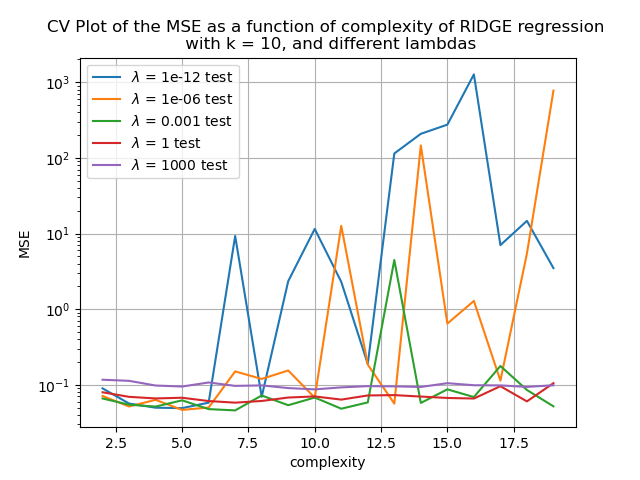 CV Plot of the MSE as a function of complexity of RIDGE regression
with k = 10, and different lambdas
λ = 1e-12 test
λ = 1e-06 test
λ = 0.001 test
λ = 1 test
λ = 1000 test
MSE
10³
10²
10¹
10⁰
10⁻¹
2.5 5.0 7.5 10.0 12.5 15.0 17.5
complexity